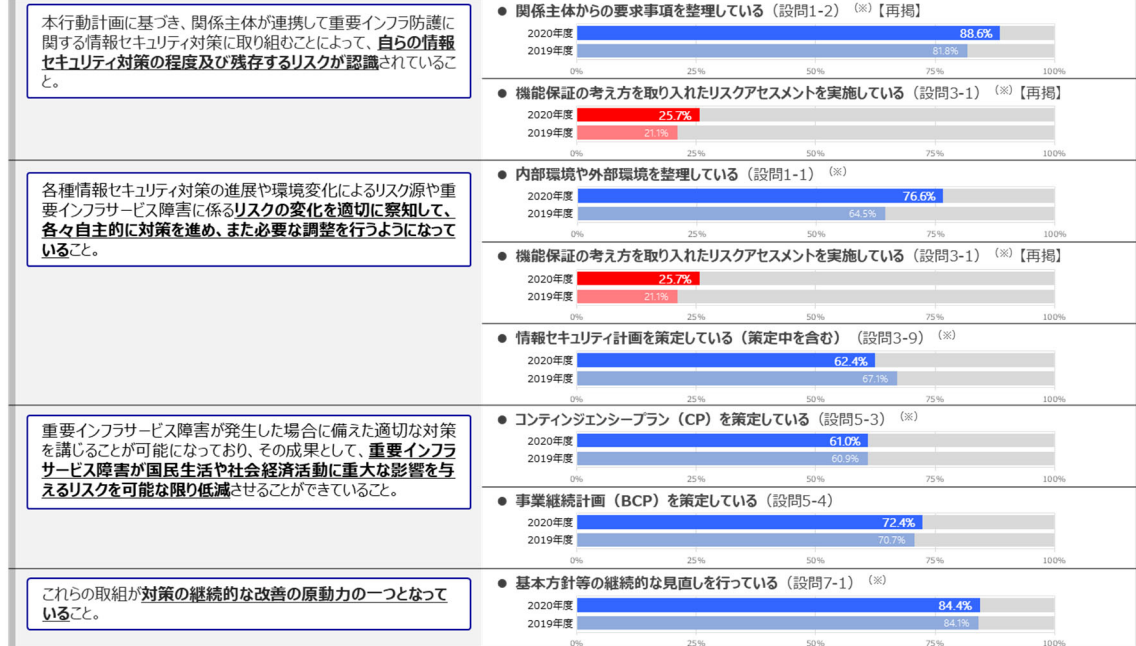 本行動計画に基づき、関係主体が連携して重要インフラ防護に
関する情報セキュリティ対策に取り組むことによって、自らの情報
セキュリティ対策の程度及び残存するリスクが認識されているこ
と。
● 関係主体からの要求事項を整理している（設問1-2）（※）【再掲】
2020年度 88.6%
2019年度 81.8%
0% 25% 50% 75% 100%
● 機能保証の考え方を取り入れたリスクアセスメントを実施している（設問3-1）（※）【再掲】
2020年度 25.7%
2019年度 21.1%
0% 25% 50% 75% 100%
各種情報セキュリティ対策の進展や環境変化によるリスク源や重
要インフラサービス障害に係るリスクの変化を適切に察知して、
各々自主的に対策を進め、また必要な調整を行うようになって
いること。
● 内部環境や外部環境を整理している（設問1-1）（※）
2020年度 76.6%
2019年度 64.5%
0% 25% 50% 75% 100%
● 機能保証の考え方を取り入れたリスクアセスメントを実施している（設問3-1）（※）【再掲】
2020年度 25.7%
2019年度 21.1%
0% 25% 50% 75% 100%
● 情報セキュリティ計画を策定している（策定中を含む）（設問3-9）（※）
2020年度 62.4%
2019年度 67.1%
0% 25% 50% 75% 100%
重要インフラサービス障害が発生した場合に備えた適切な対策
を講じることが可能になっており、その成果として、重要インフラ
サービス障害が国民生活や社会経済活動に重大な影響を与
えるリスクを可能な限り低減させることができていること。
● コンティンジェンシープラン（CP）を策定している（設問5-3）（※）
2020年度 61.0%
2019年度 60.9%
0% 25% 50% 75% 100%
● 事業継続計画（BCP）を策定している（設問5-4）
2020年度 72.4%
2019年度 70.7%
0% 25% 50% 75% 100%
これらの取組が対策の継続的な改善の原動力の一つとなって
いること。
● 基本方針等の継続的な見直しを行っている（設問7-1）（※）
2020年度 84.4%
2019年度 84.1%
0% 25% 50% 75% 100%